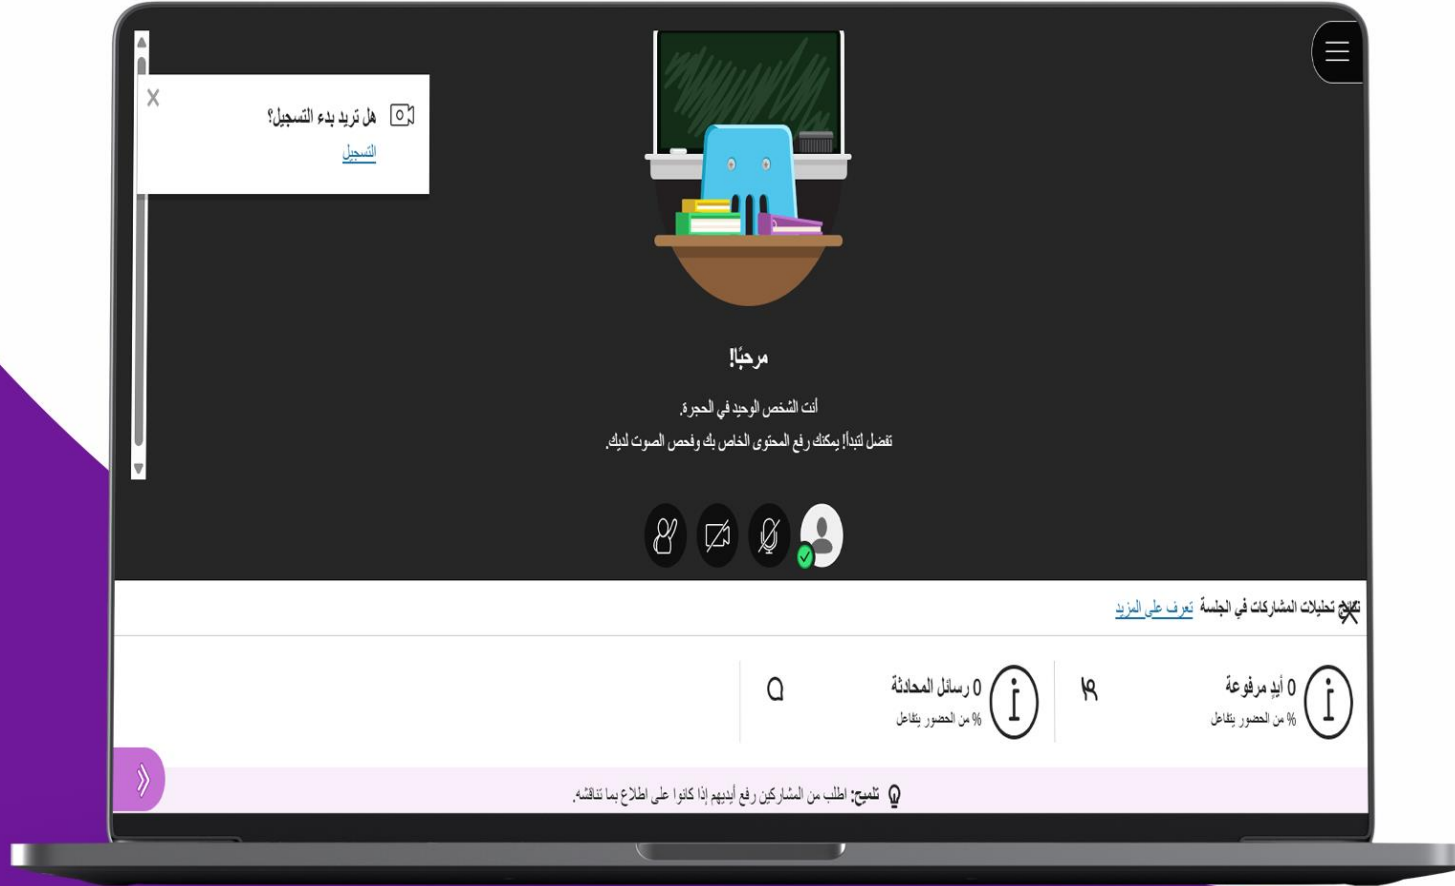 هل تريد بدء التسجيل؟
التسجيل
مرحبًا!
أنت الشخص الوحيد في الحجرة.
تفضل لتبدأ! يمكنك رفع المحتوى الخاص بك وفحص الصوت لديك.
نتائج تحليلات المشاركات في الجلسة تعرف على المزيد
0 أيدٍ مرفوعة
% من الحضور يتفاعل
0 رسائل المحادثة
% من الحضور يتفاعل
تلميح: اطلب من المشاركين رفع أيديهم إذا كانوا على اطلاع بما تناقشه.